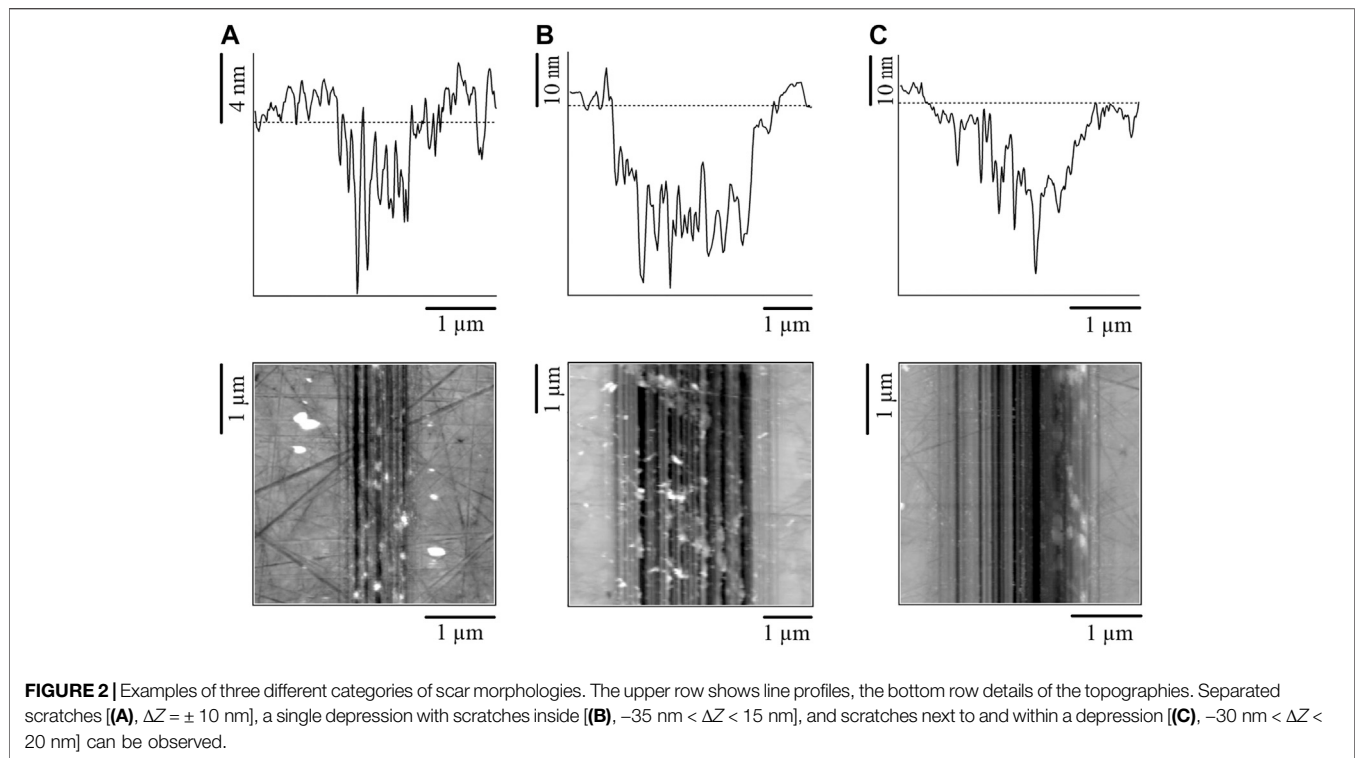 A
B
C
4 nm
10 nm
10 nm
1 µm
1 µm
1 µm
1 µm
1 µm
1 µm
1 µm
1 µm
1 µm
FIGURE 2 | Examples of three different categories of scar morphologies. The upper row shows line profiles, the bottom row details of the topographies. Separated
scratches [(A), ΔZ = ± 10 nm], a single depression with scratches inside [(B), −35 nm < ΔZ < 15 nm], and scratches next to and within a depression [(C), −30 nm < ΔZ <
20 nm] can be observed.